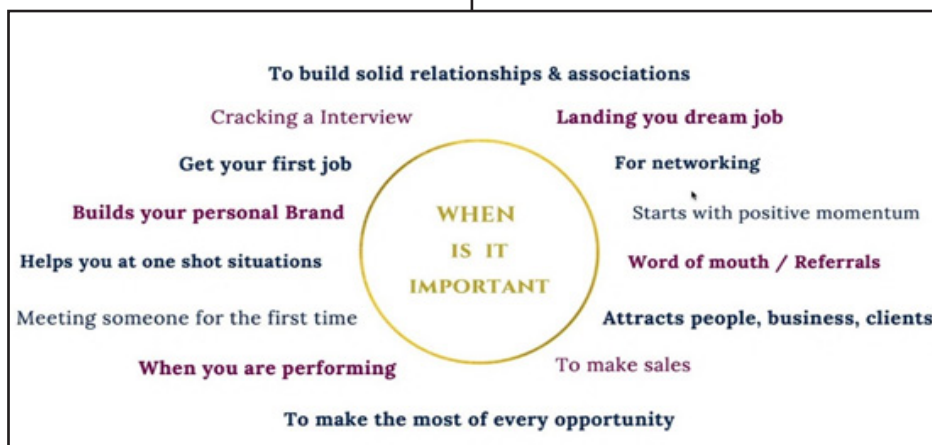 To build solid relationships & associations
Cracking a Interview
Landing you dream job
Get your first job
For networking
Builds your personal Brand
Starts with positive momentum
Helps you at one shot situations
Word of mouth / Referrals
Meeting someone for the first time
Attracts people, business, clients
When you are performing
To make sales
To make the most of every opportunity
WHEN
IS IT
IMPORTANT